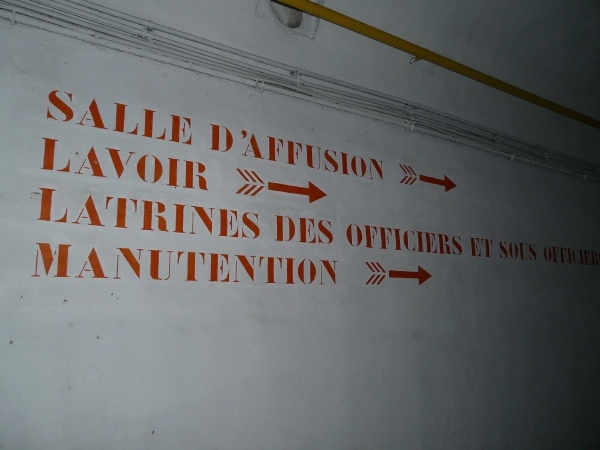 SALLE D'AFFUSION
LAVOIR
LATRINES DES OFFICIERS ET SOUS OFFICIERS
MANUTENTION